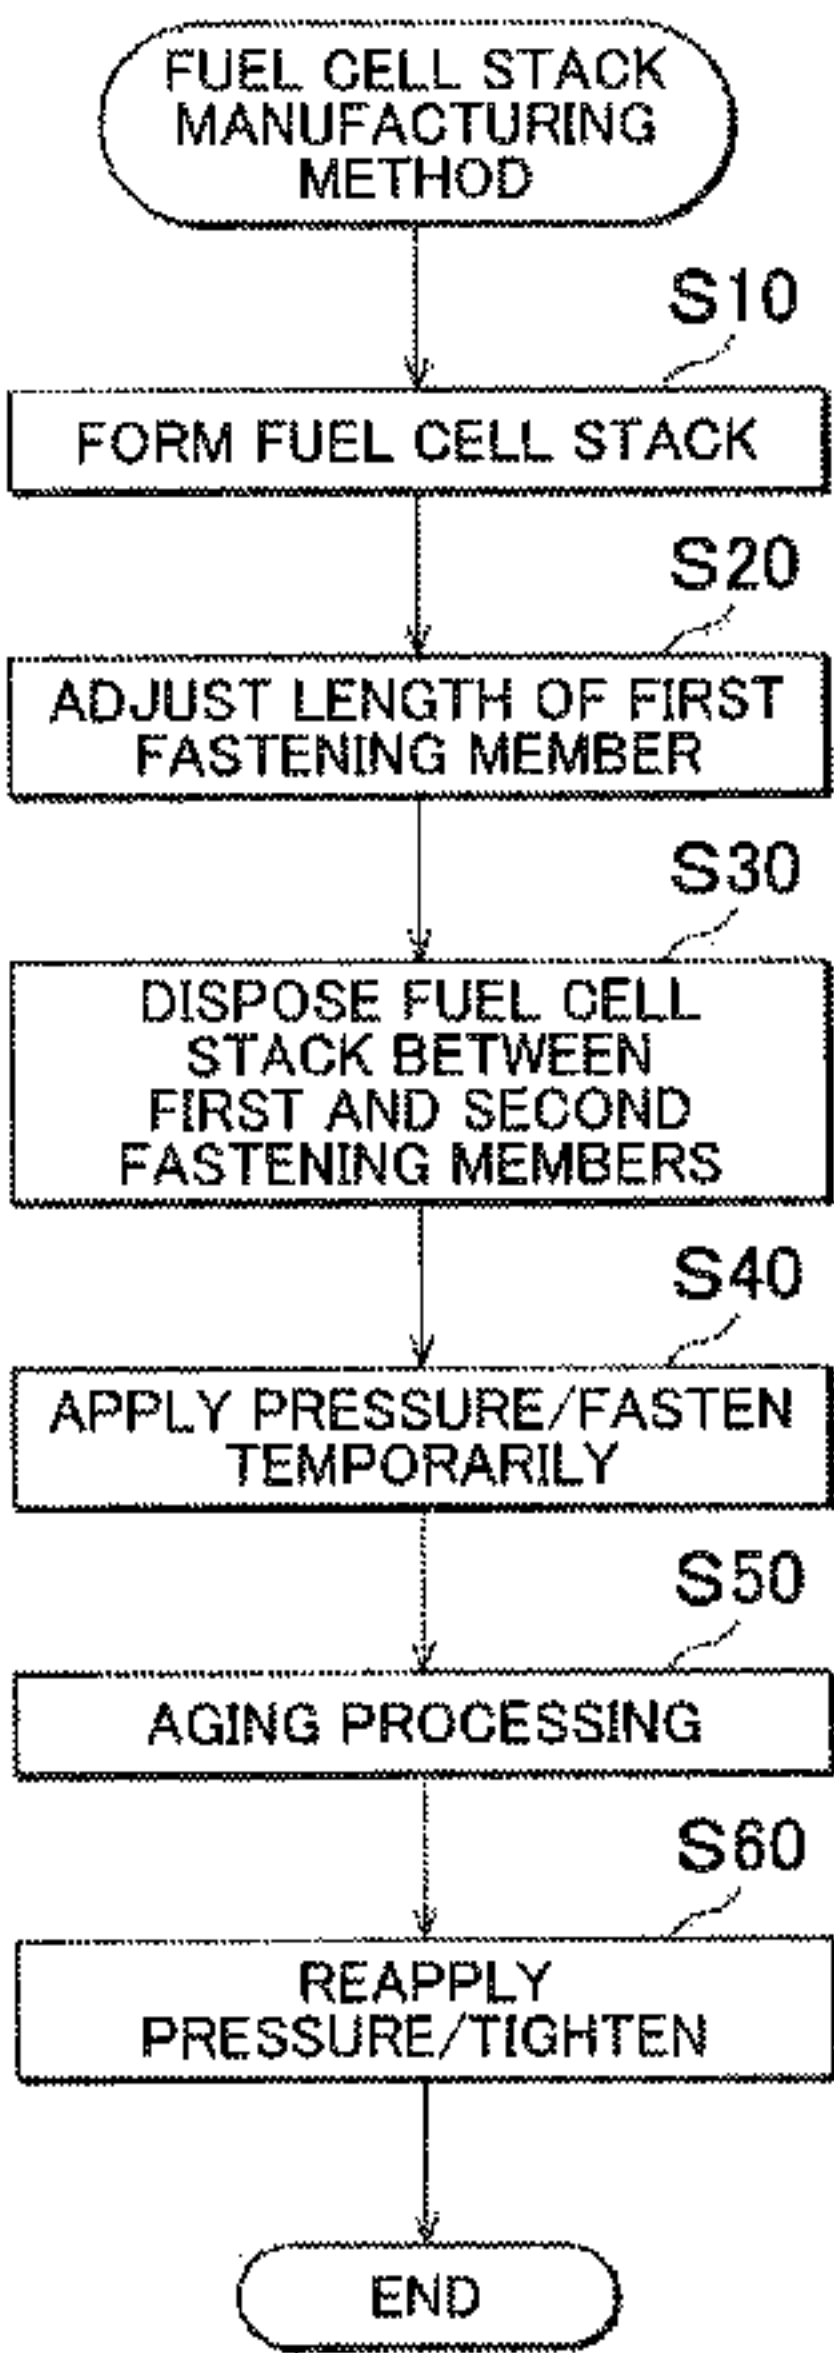 FUEL CELL STACK
MANUFACTURING
METHOD
S10
FORM FUEL CELL STACK
S20
ADJUST LENGTH OF FIRST
FASTENING MEMBER
S30
DISPOSE FUEL CELL
STACK BETWEEN
FIRST AND SECOND
FASTENING MEMBERS
S40
APPLY PRESSURE/FASTEN
TEMPORARILY
S50
AGING PROCESSING
S60
REAPPLY
PRESSURE/TIGHTEN
END